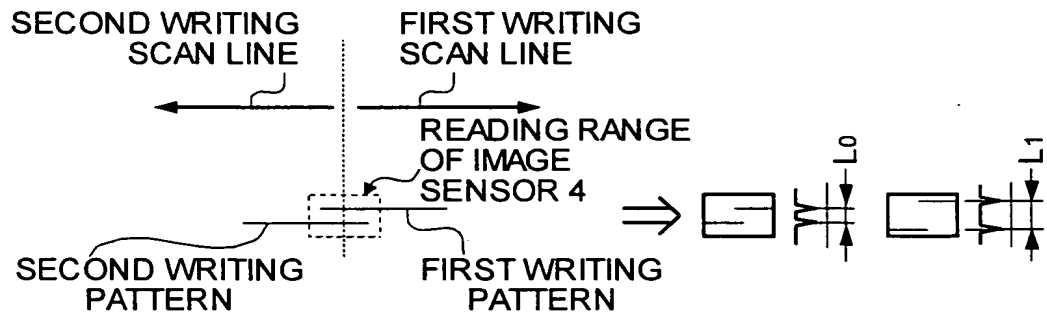 SECOND WRITING
SCAN LINE
FIRST WRITING
SCAN LINE
READING RANGE
OF IMAGE
SENSOR 4
SECOND WRITING
PATTERN
FIRST WRITING
PATTERN
L0
L1